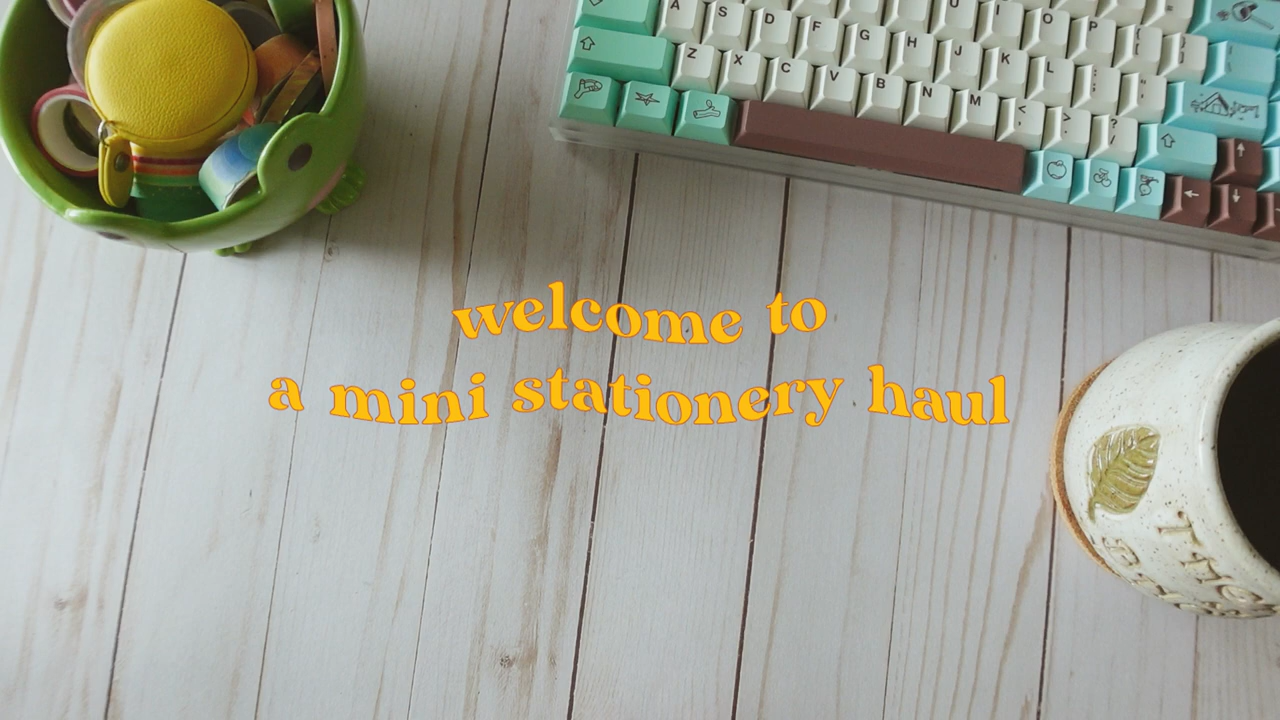 A S D F G H J K L ; "
U I O P
Z X C V B N M < > ?
/
welcome to
a mini stationery haul